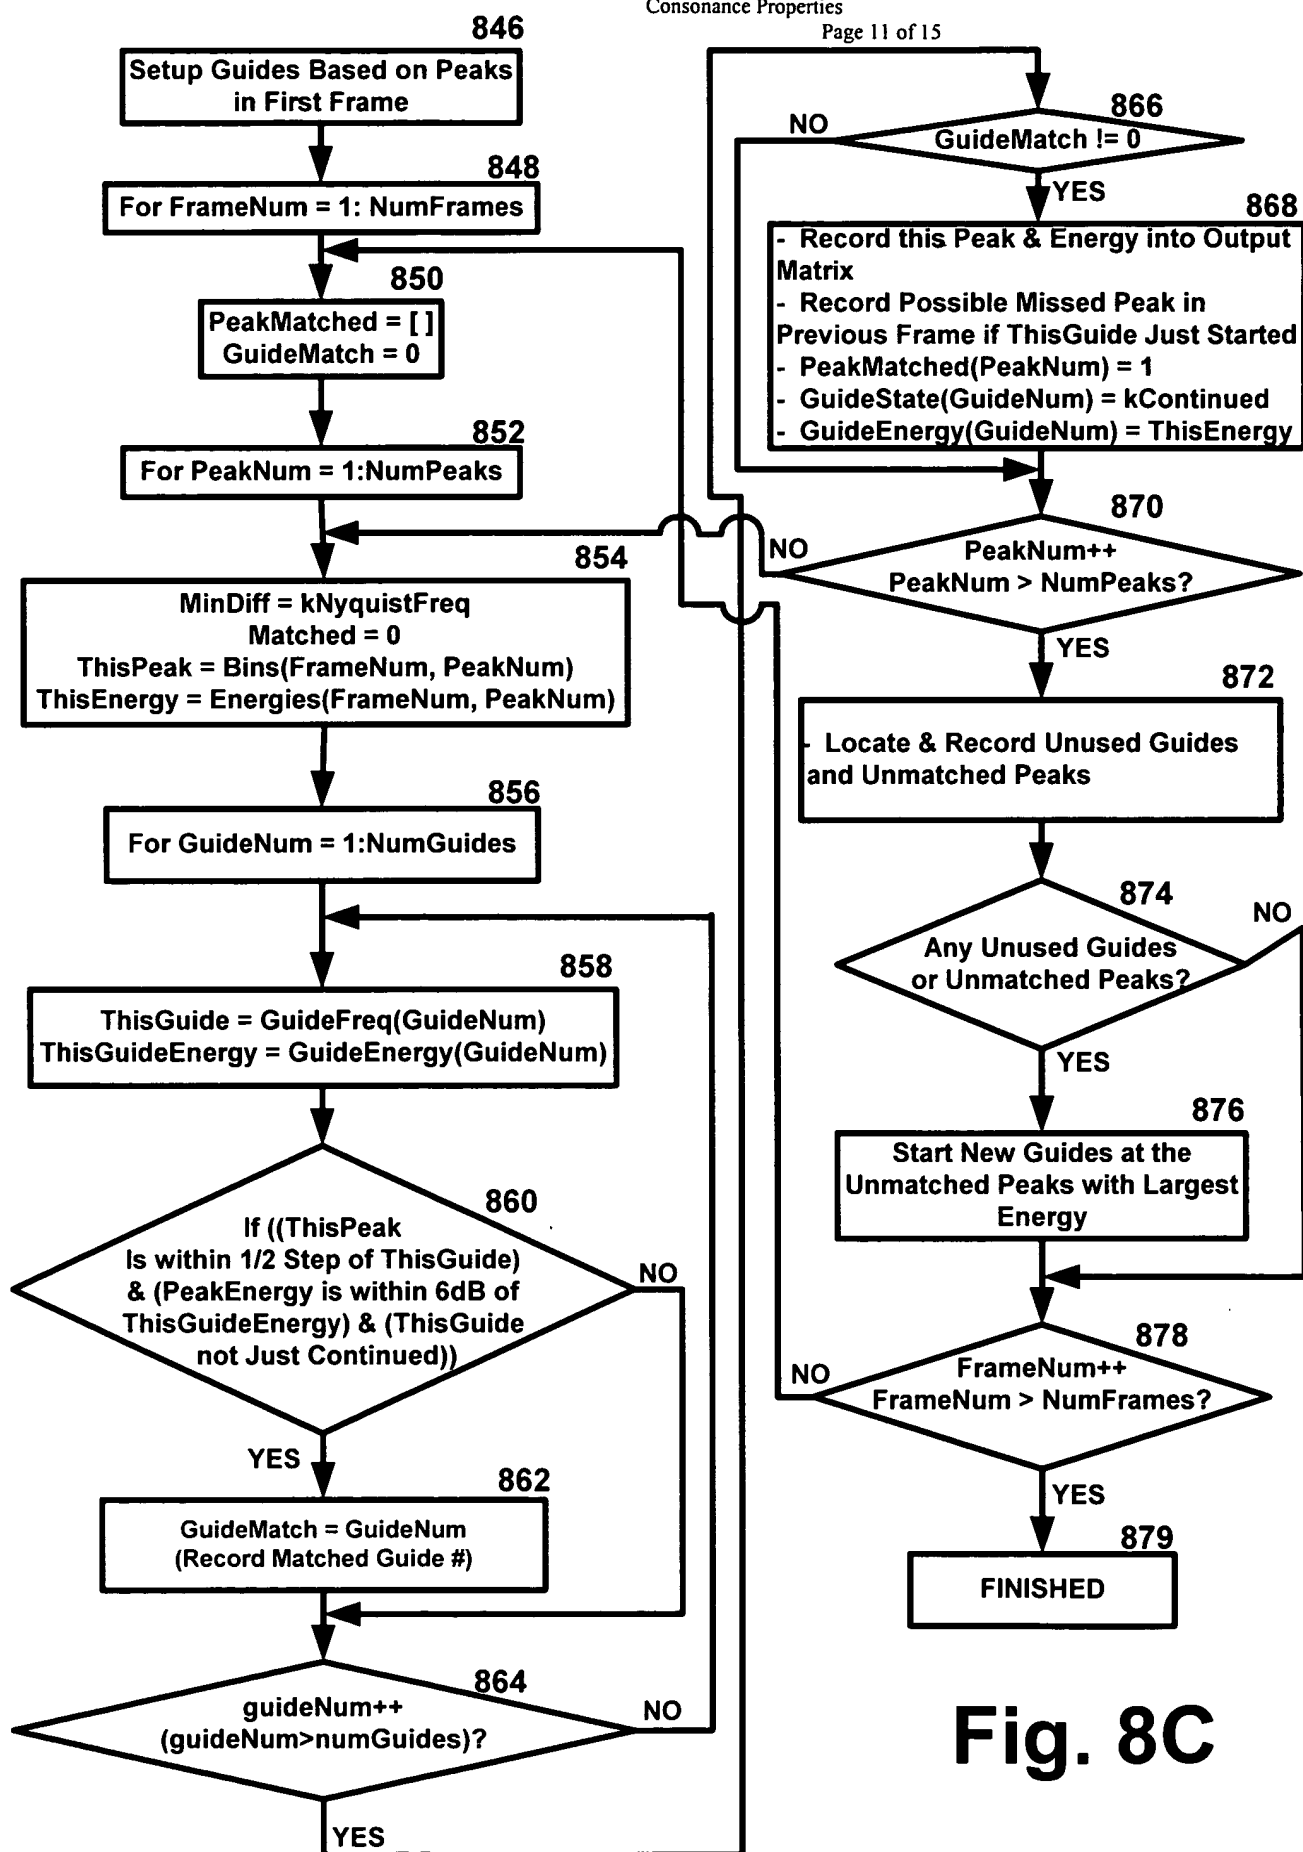 Consonance Properties
Page 11 of 15
846
Setup Guides Based on Peaks
in First Frame
848
For FrameNum = 1: NumFrames
850
PeakMatched = [ ]
GuideMatch = 0
852
For PeakNum = 1:NumPeaks
854
MinDiff = kNyquistFreq
Matched = 0
ThisPeak = Bins(FrameNum, PeakNum)
ThisEnergy = Energies(FrameNum, PeakNum)
856
For GuideNum = 1:NumGuides
858
ThisGuide = GuideFreq(GuideNum)
ThisGuideEnergy = GuideEnergy(GuideNum)
860
If ((ThisPeak
Is within 1/2 Step of ThisGuide)
& (PeakEnergy is within 6dB of
ThisGuideEnergy) & (ThisGuide
not Just Continued))
NO
YES
862
GuideMatch = GuideNum
(Record Matched Guide #)
864
guideNum++
(guideNum>numGuides)?
NO
YES
866
GuideMatch != 0
NO
YES
868
- Record this Peak & Energy into Output
Matrix
- Record Possible Missed Peak in
Previous Frame if ThisGuide Just Started
- PeakMatched(PeakNum) = 1
- GuideState(GuideNum) = kContinued
- GuideEnergy(GuideNum) = ThisEnergy
870
PeakNum++
PeakNum > NumPeaks?
NO
YES
872
- Locate & Record Unused Guides
and Unmatched Peaks
874
Any Unused Guides
or Unmatched Peaks?
NO
YES
876
Start New Guides at the
Unmatched Peaks with Largest
Energy
878
FrameNum++
FrameNum > NumFrames?
NO
YES
879
FINISHED
Fig. 8C